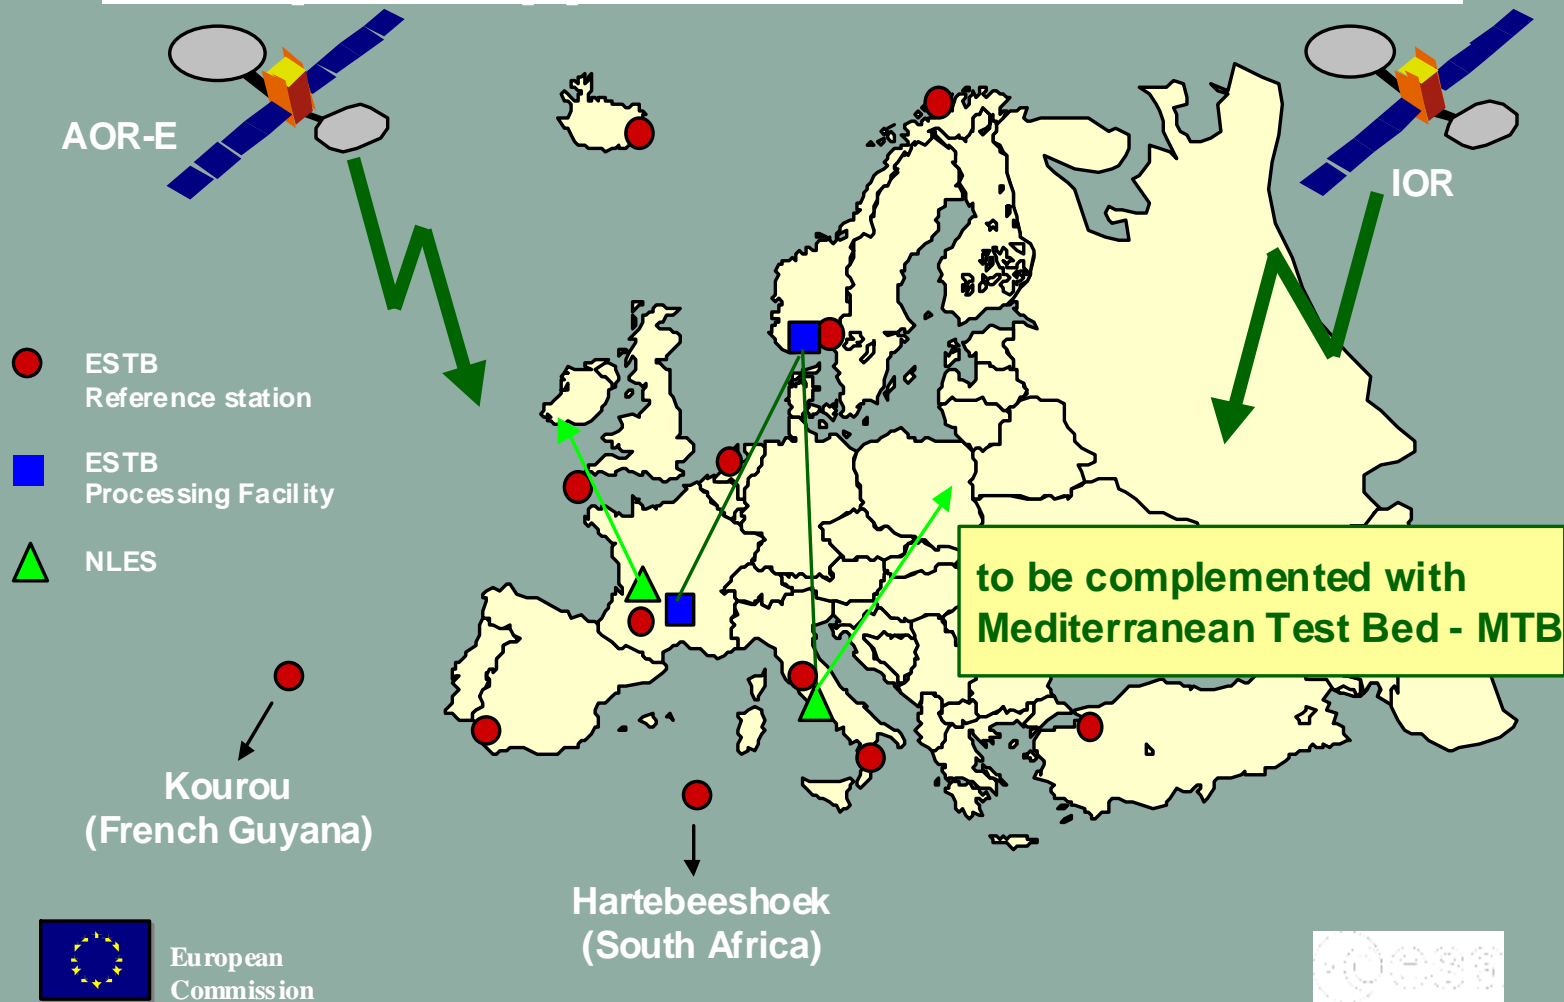 AOR-E
IOR
ESTB
Reference station
ESTB
Processing Facility
NLES
to be complemented with
Mediterranean Test Bed - MTB
Kourou
(French Guyana)
Hartebeeshoek
(South Africa)
European
Commission
esa